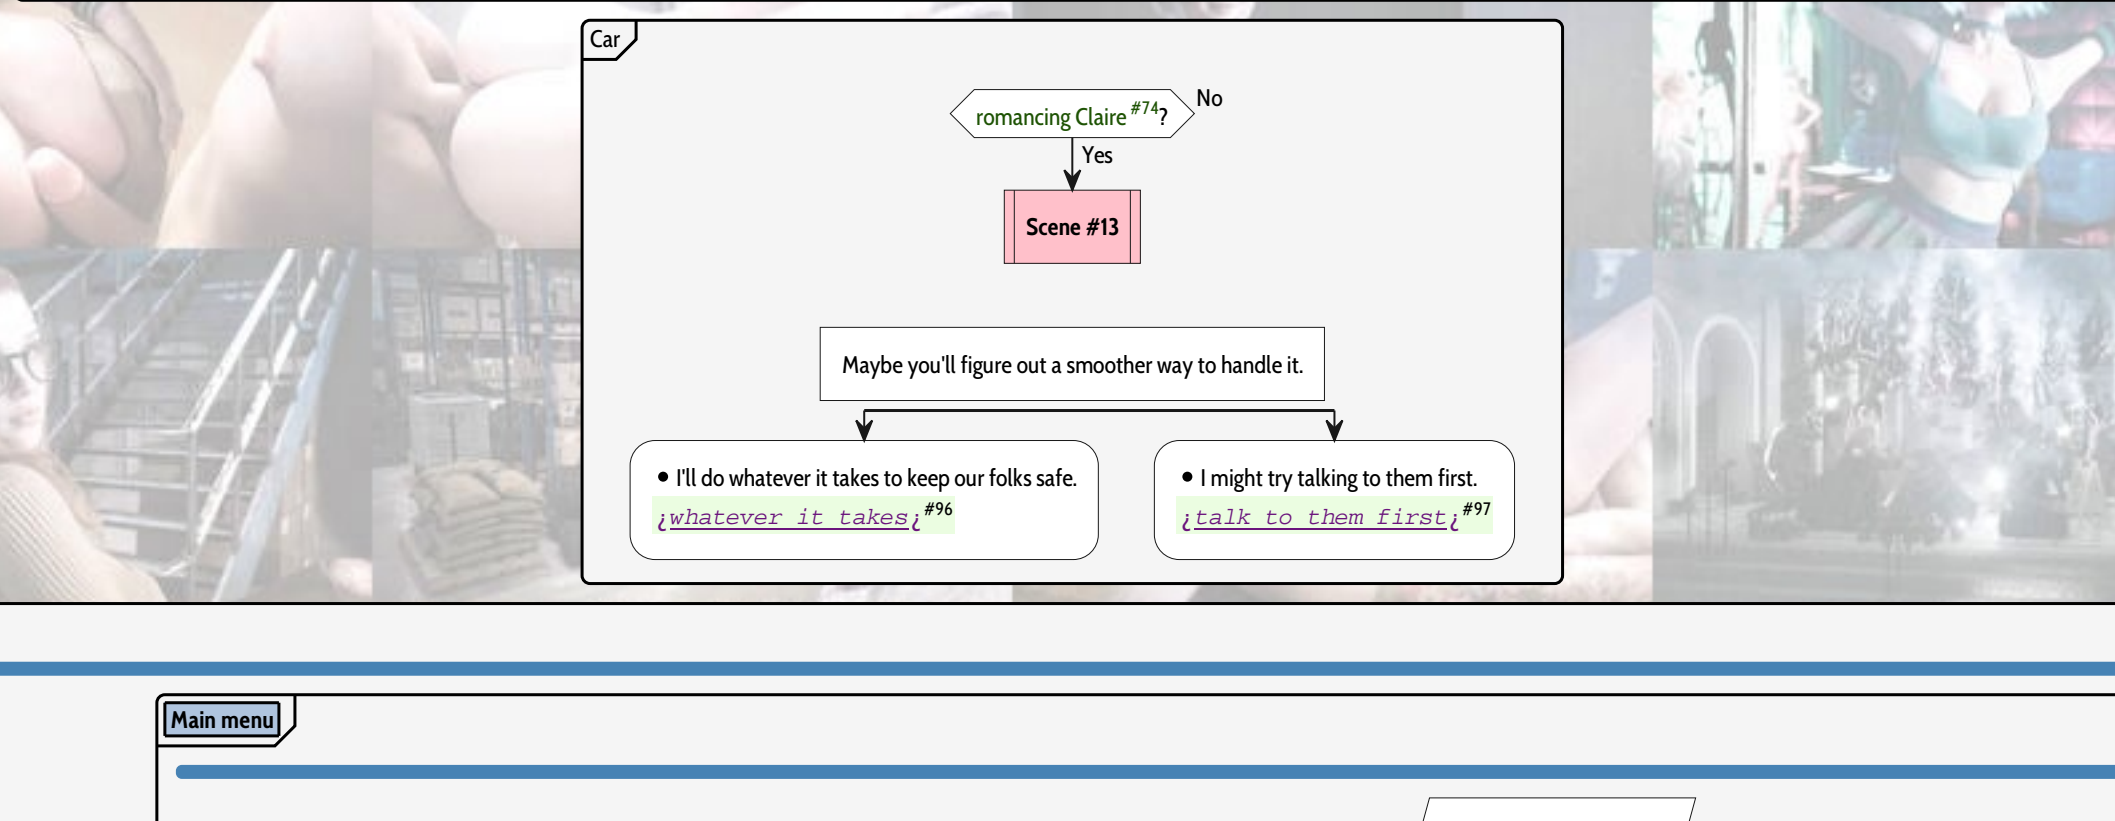 Car
romancing Claire #74?
No
Yes
Scene #13
Maybe you'll figure out a smoother way to handle it.
• I'll do whatever it takes to keep our folks safe.
¿whatever it takes¿ #96
• I might try talking to them first.
¿talk to them first¿ #97
Main menu